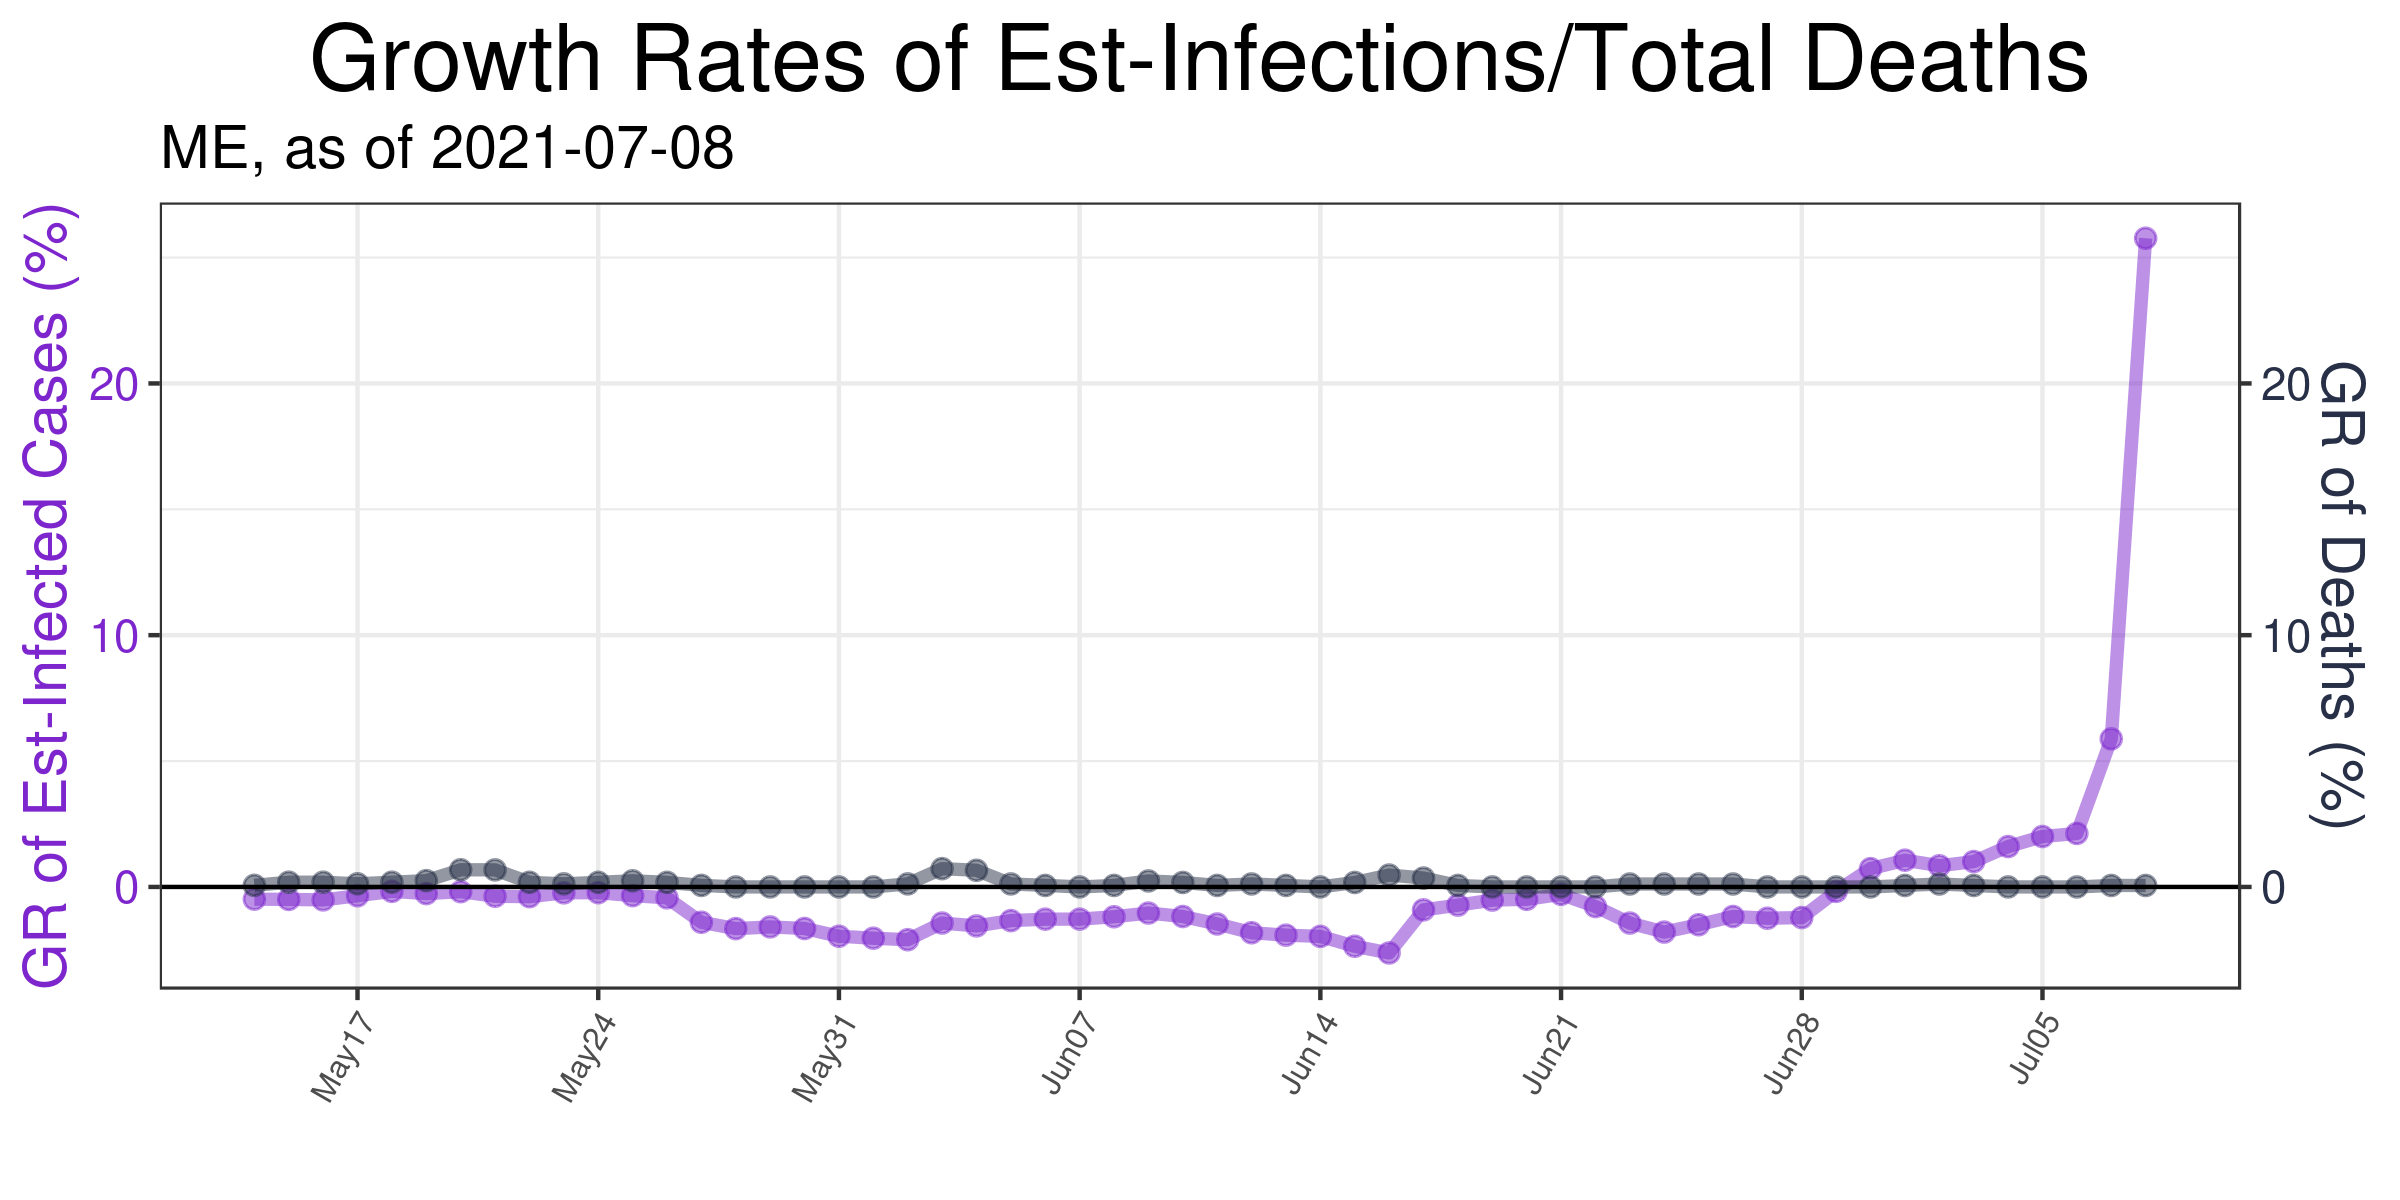 Growth Rates of Est-Infections/Total Deaths
ME, as of 2021-07-08
GR of Est-Infected Cases (%)
20
10
0
20
10
0
GR of Deaths (%)
May17
May24
May31
Jun07
Jun14
Jun21
Jun28
Jul05